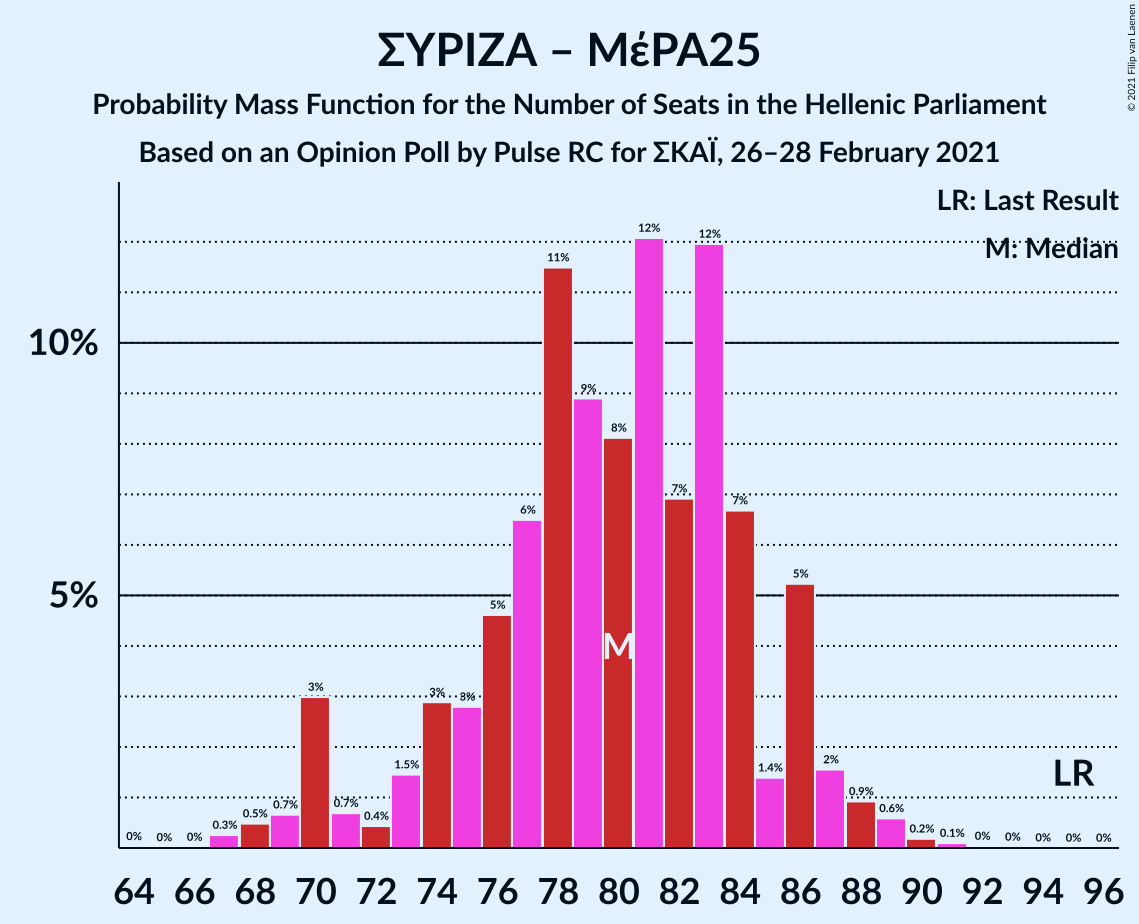 ΣΥΡΙΖΑ – ΜέΡΑ25
Probability Mass Function for the Number of Seats in the Hellenic Parliament
Based on an Opinion Poll by Pulse RC for ΣΚΑΪ, 26–28 February 2021
© 2021 Filip van Laenen
LR: Last Result
M: Median
10%
5%
0% 0% 0% 0.3% 0.5% 0.7% 3% 0.7% 0.4% 1.5% 3% 3% 5% 6% 11% 9% 8% 12% 7% 12% 7% 1.4% 5% 2% 0.9% 0.6% 0.2% 0.1% 0% 0% 0% 0% 0%
M
LR
64 66 68 70 72 74 76 78 80 82 84 86 88 90 92 94 96